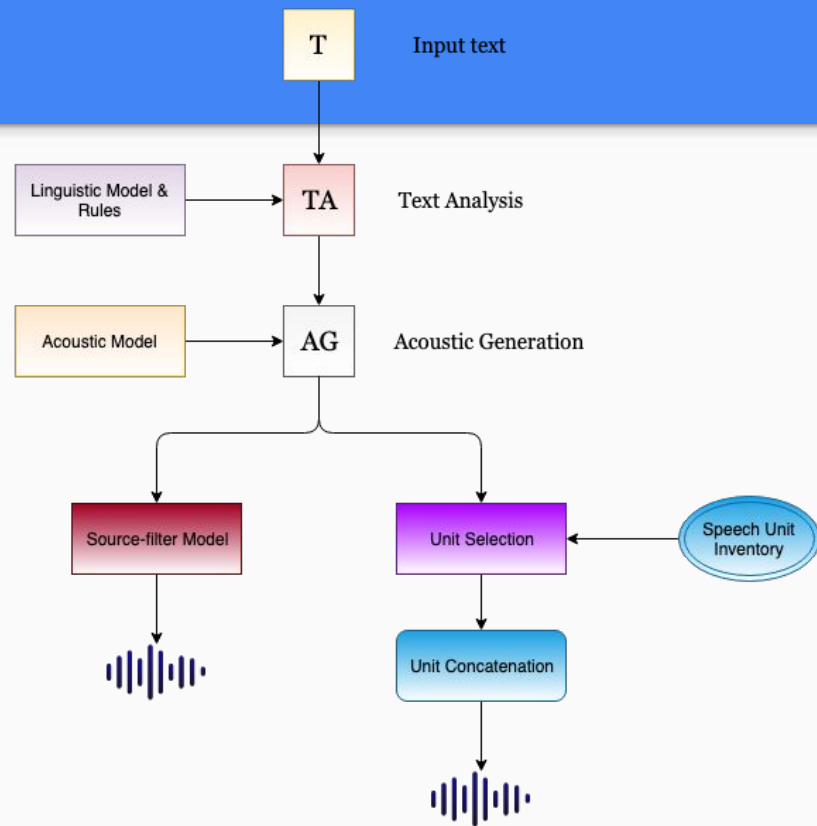 T
Input text
Linguistic Model &
Rules
TA
Text Analysis
Acoustic Model
AG
Acoustic Generation
Source-filter Model
Unit Selection
Speech Unit
Inventory
Unit Concatenation